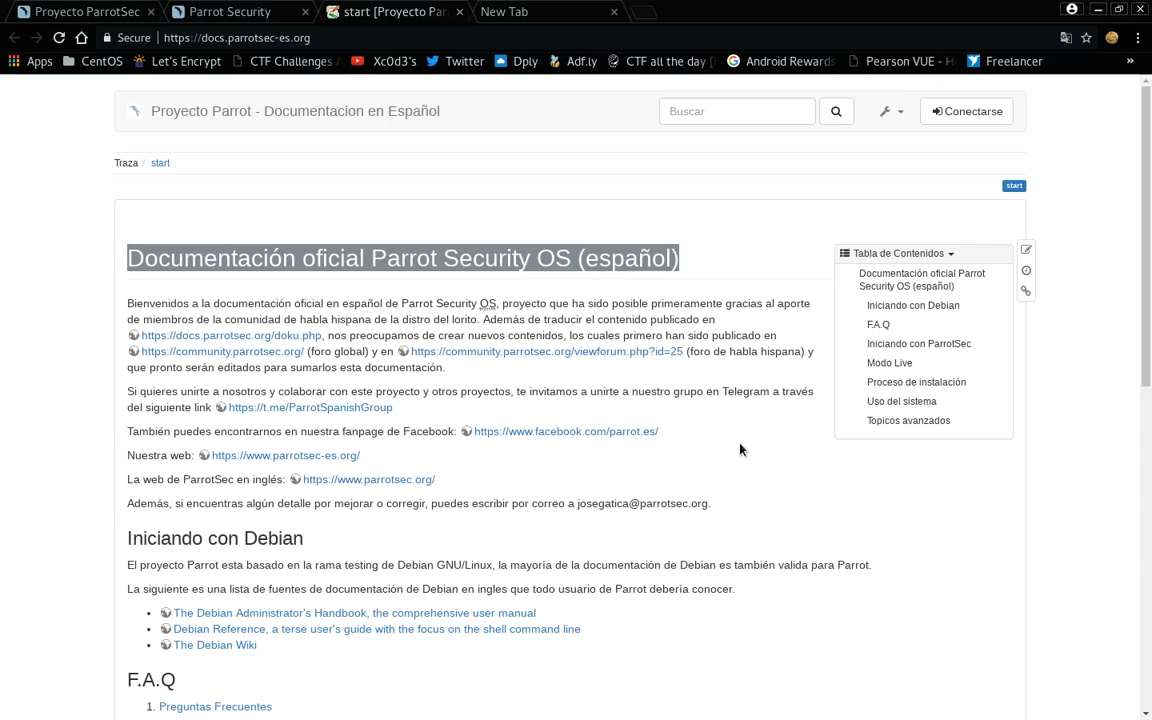 Proyecto ParrotSec
Parrot Security
start [Proyecto Par
New Tab
Secure
https://docs.parrotsec-es.org
Apps
CentOS
Let's Encrypt
CTF Challenges
Xc0d3's
Twitter
Dply
Adf.ly
CTF all the day [
Android Rewards
Pearson VUE - H
Freelancer
»
Proyecto Parrot - Documentacion en Español
Buscar
Conectarse
Traza / start
start
Documentación oficial Parrot Security OS (español)
Bienvenidos a la documentación oficial en español de Parrot Security OS, proyecto que ha sido posible primeramente gracias al aporte
de miembros de la comunidad de habla hispana de la distro del lorito. Además de traducir el contenido publicado en
https://docs.parrotsec.org/doku.php, nos preocupamos de crear nuevos contenidos, los cuales primero han sido publicado en
https://community.parrotsec.org/ (foro global) y en https://community.parrotsec.org/viewforum.php?id=25 (foro de habla hispana) y
que pronto serán editados para sumarlos esta documentación.
Si quieres unirte a nosotros y colaborar con este proyecto y otros proyectos, te invitamos a unirte a nuestro grupo en Telegram a través
del siguiente link https://t.me/ParrotSpanishGroup
También puedes encontrarnos en nuestra fanpage de Facebook: https://www.facebook.com/parrot.es/
Nuestra web: https://www.parrotsec-es.org/
La web de ParrotSec en inglés: https://www.parrotsec.org/
Además, si encuentras algún detalle por mejorar o corregir, puedes escribir por correo a josegatica@parrotsec.org.
Tabla de Contenidos
Documentación oficial Parrot
Security OS (español)
Iniciando con Debian
F.A.Q
Iniciando con ParrotSec
Modo Live
Proceso de instalación
Uso del sistema
Topicos avanzados
Iniciando con Debian
El proyecto Parrot esta basado en la rama testing de Debian GNU/Linux, la mayoría de la documentación de Debian es también valida para Parrot.
La siguiente es una lista de fuentes de documentación de Debian en ingles que todo usuario de Parrot debería conocer.
• The Debian Administrator's Handbook, the comprehensive user manual
• Debian Reference, a terse user's guide with the focus on the shell command line
• The Debian Wiki
F.A.Q
1. Preguntas Frecuentes